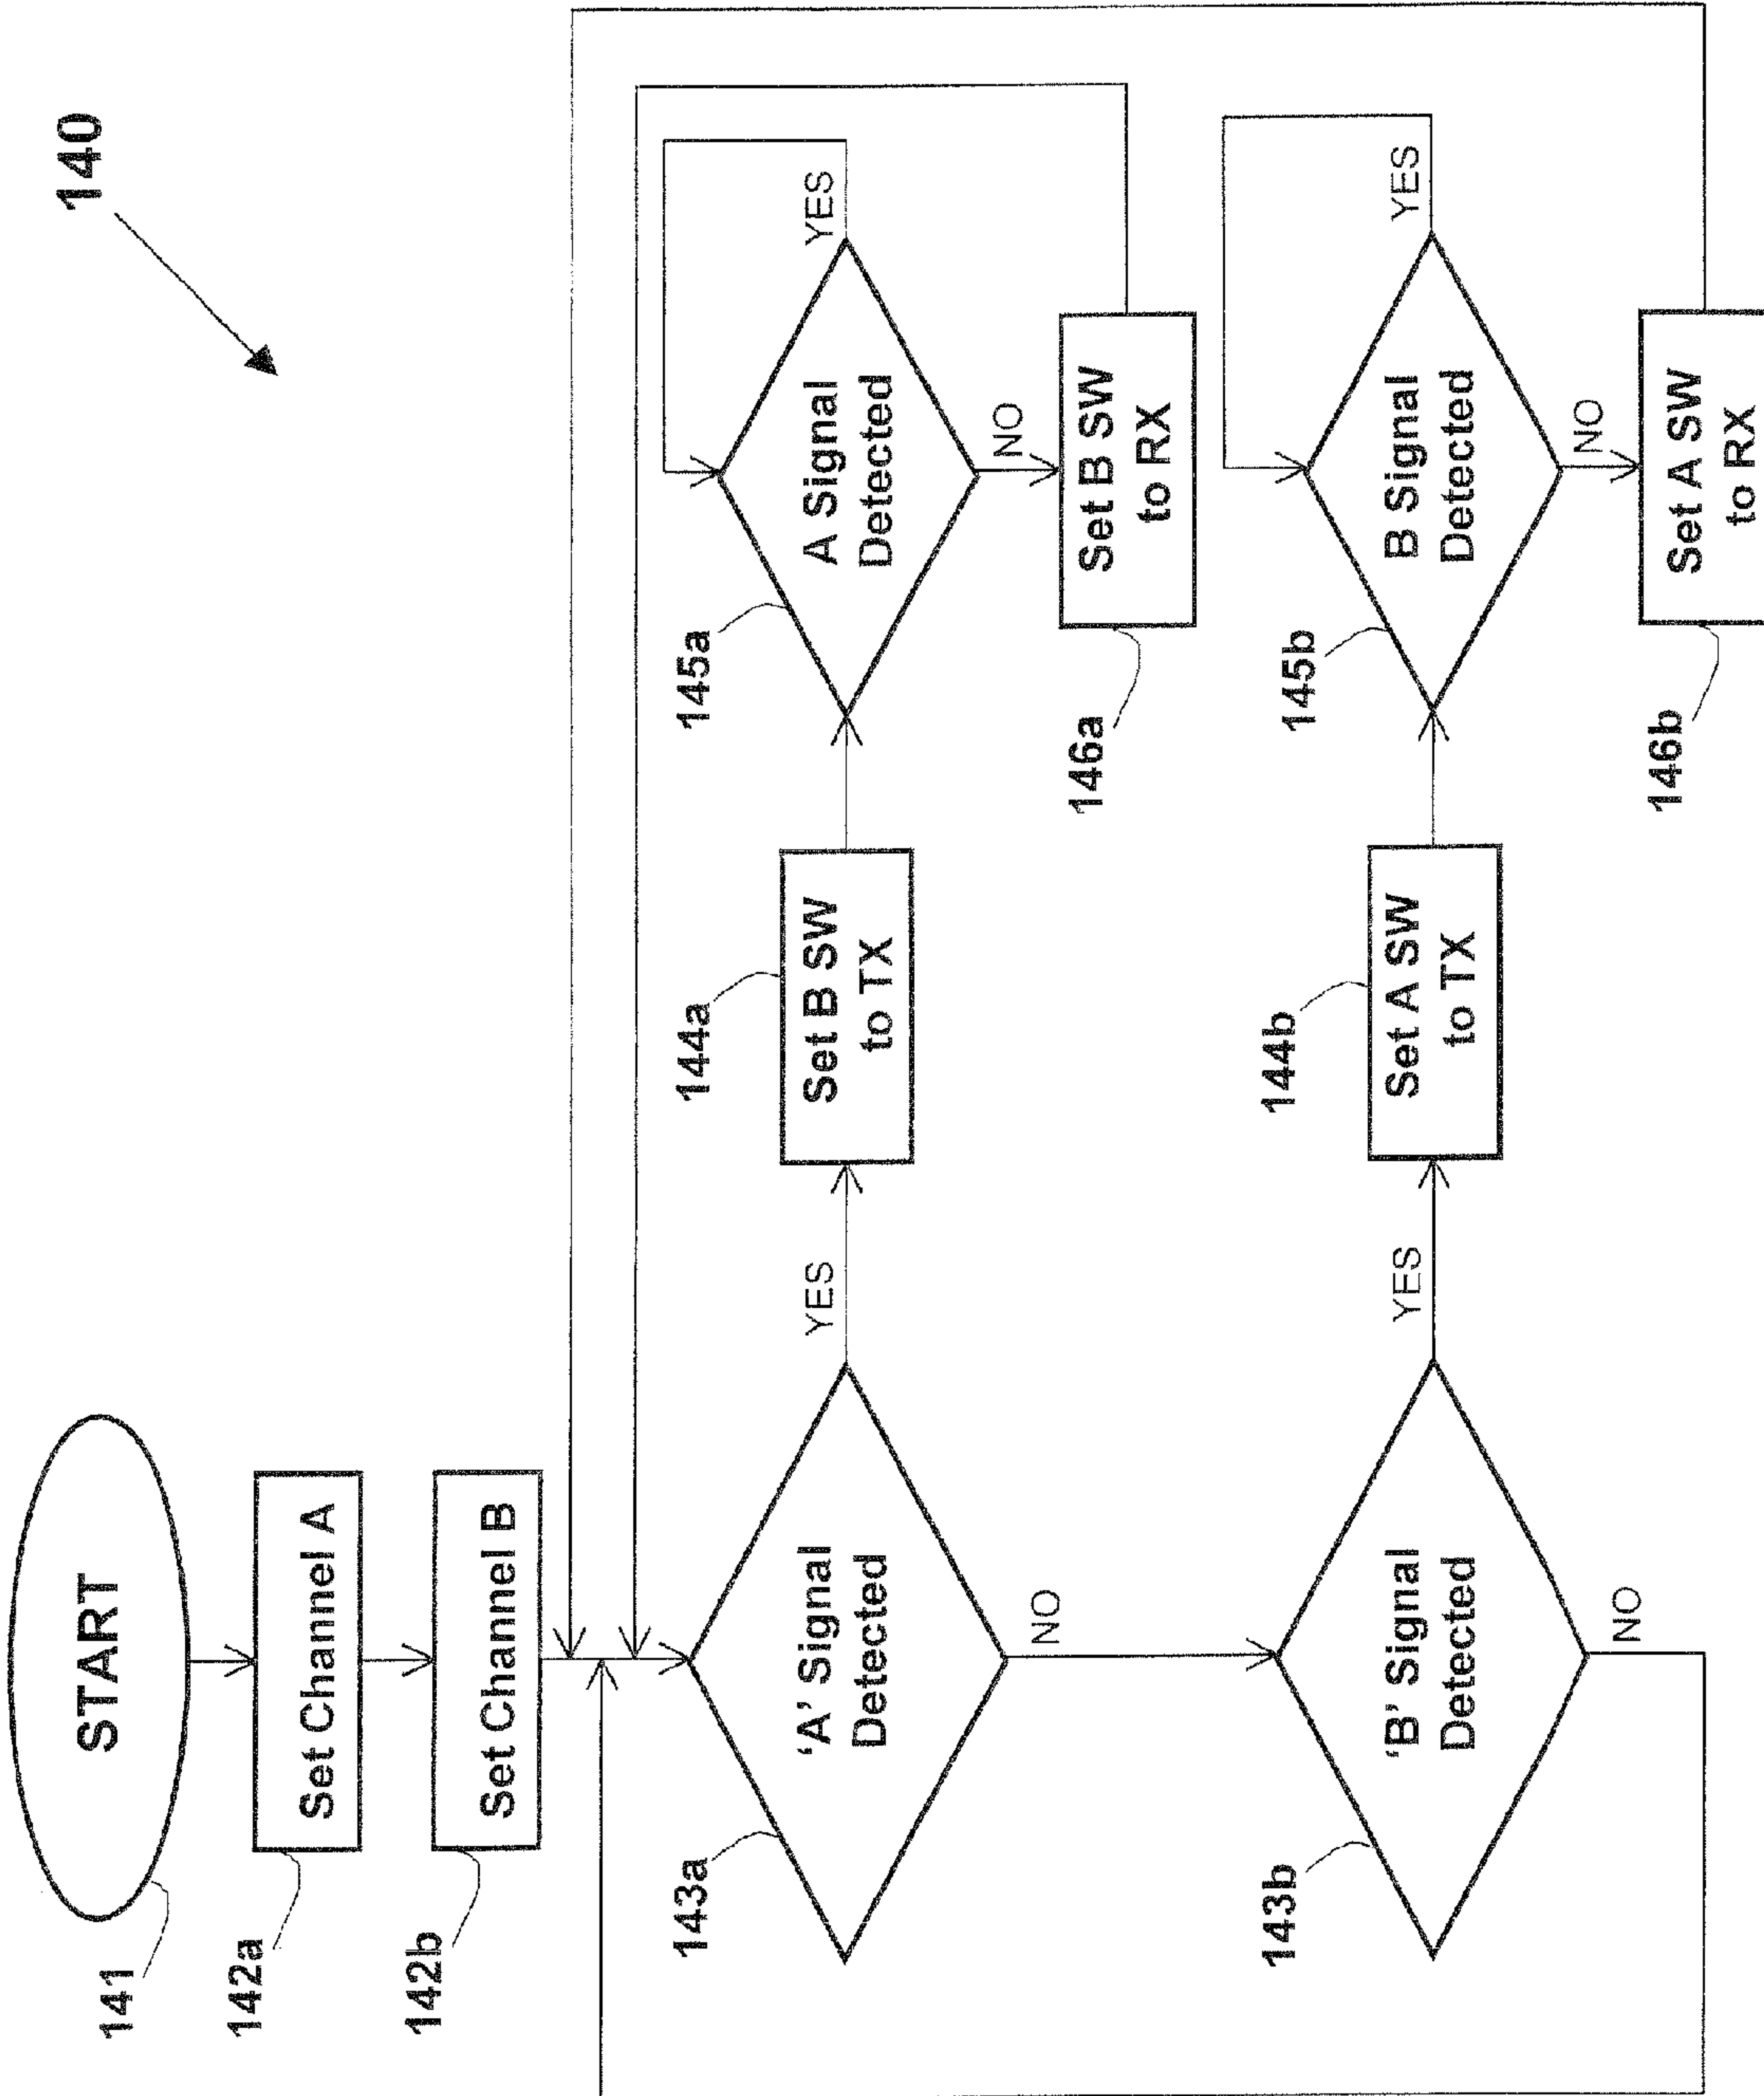 140
START
141
Set Channel A
142a
Set Channel B
142b
'A' Signal
Detected
143a
YES
NO
Set B SW
to TX
144a
A Signal
Detected
145a
YES
NO
Set B SW
to RX
146a
'B' Signal
Detected
143b
YES
NO
Set A SW
to TX
144b
B Signal
Detected
145b
YES
NO
Set A SW
to RX
146b